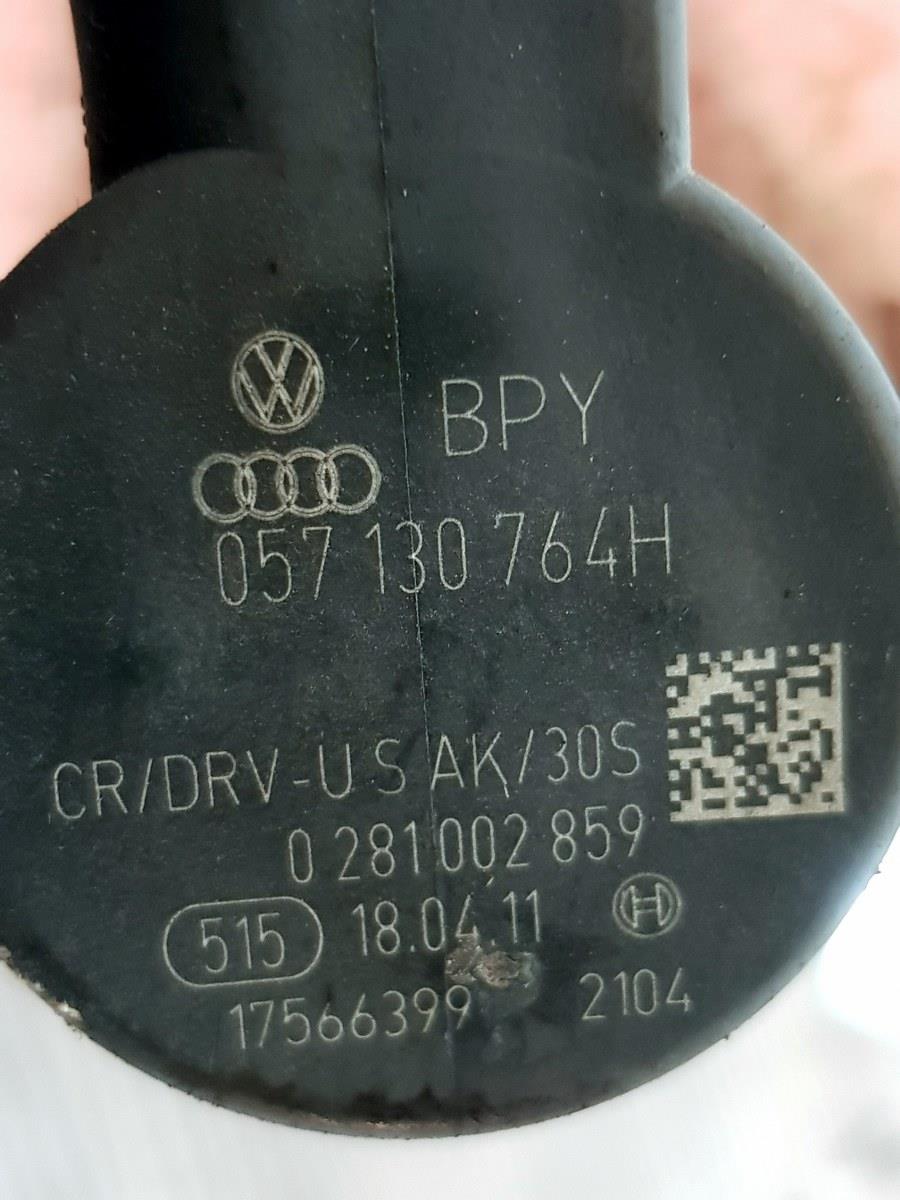 BPY
057 130 764H
CR/DRV-U S AK/30S
0 281 002 859
515 18.04.11
17566399 2104